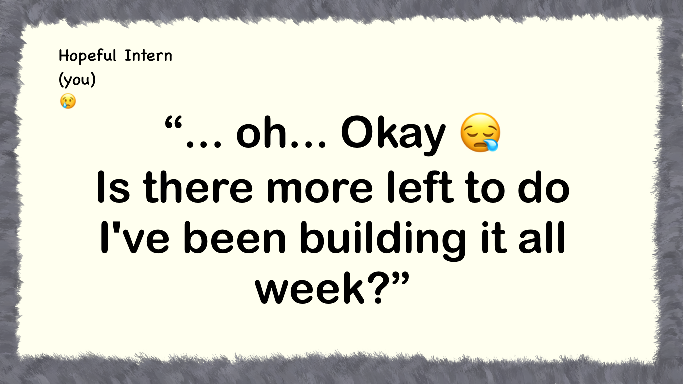 Hopeful Intern
(you)
😢
“... oh... Okay 😪
Is there more left to do
I've been building it all
week?”